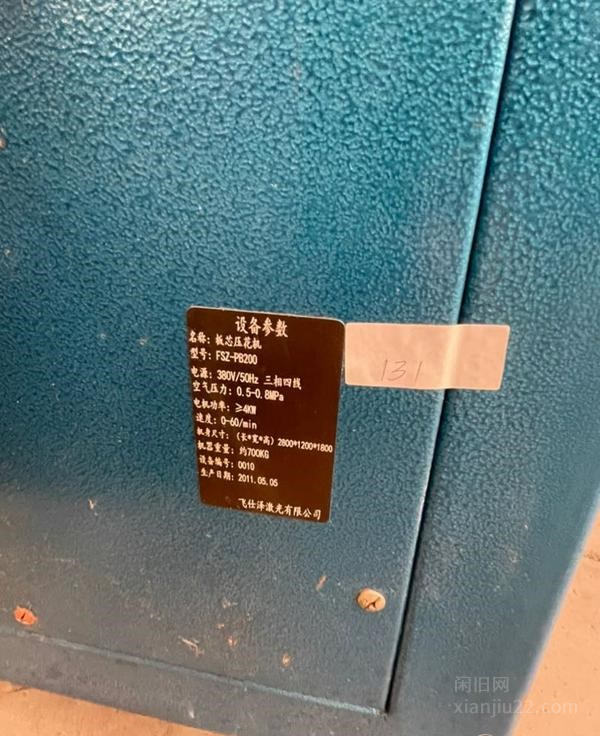 设备参数
名称: 板芯压花机
型号: FSZ-PB200
电源: 380V/50Hz 三相四线
空气压力: 0.5-0.8MPa
电机功率: ≥4KW
速度: 0-60/min
机身尺寸: (长*宽*高) 2800*1200*1800
机器重量: 约700KG
设备编号: 0010
生产日期: 2011.05.05
飞仕泽激光有限公司
131
闲旧网
xianjiu22.com